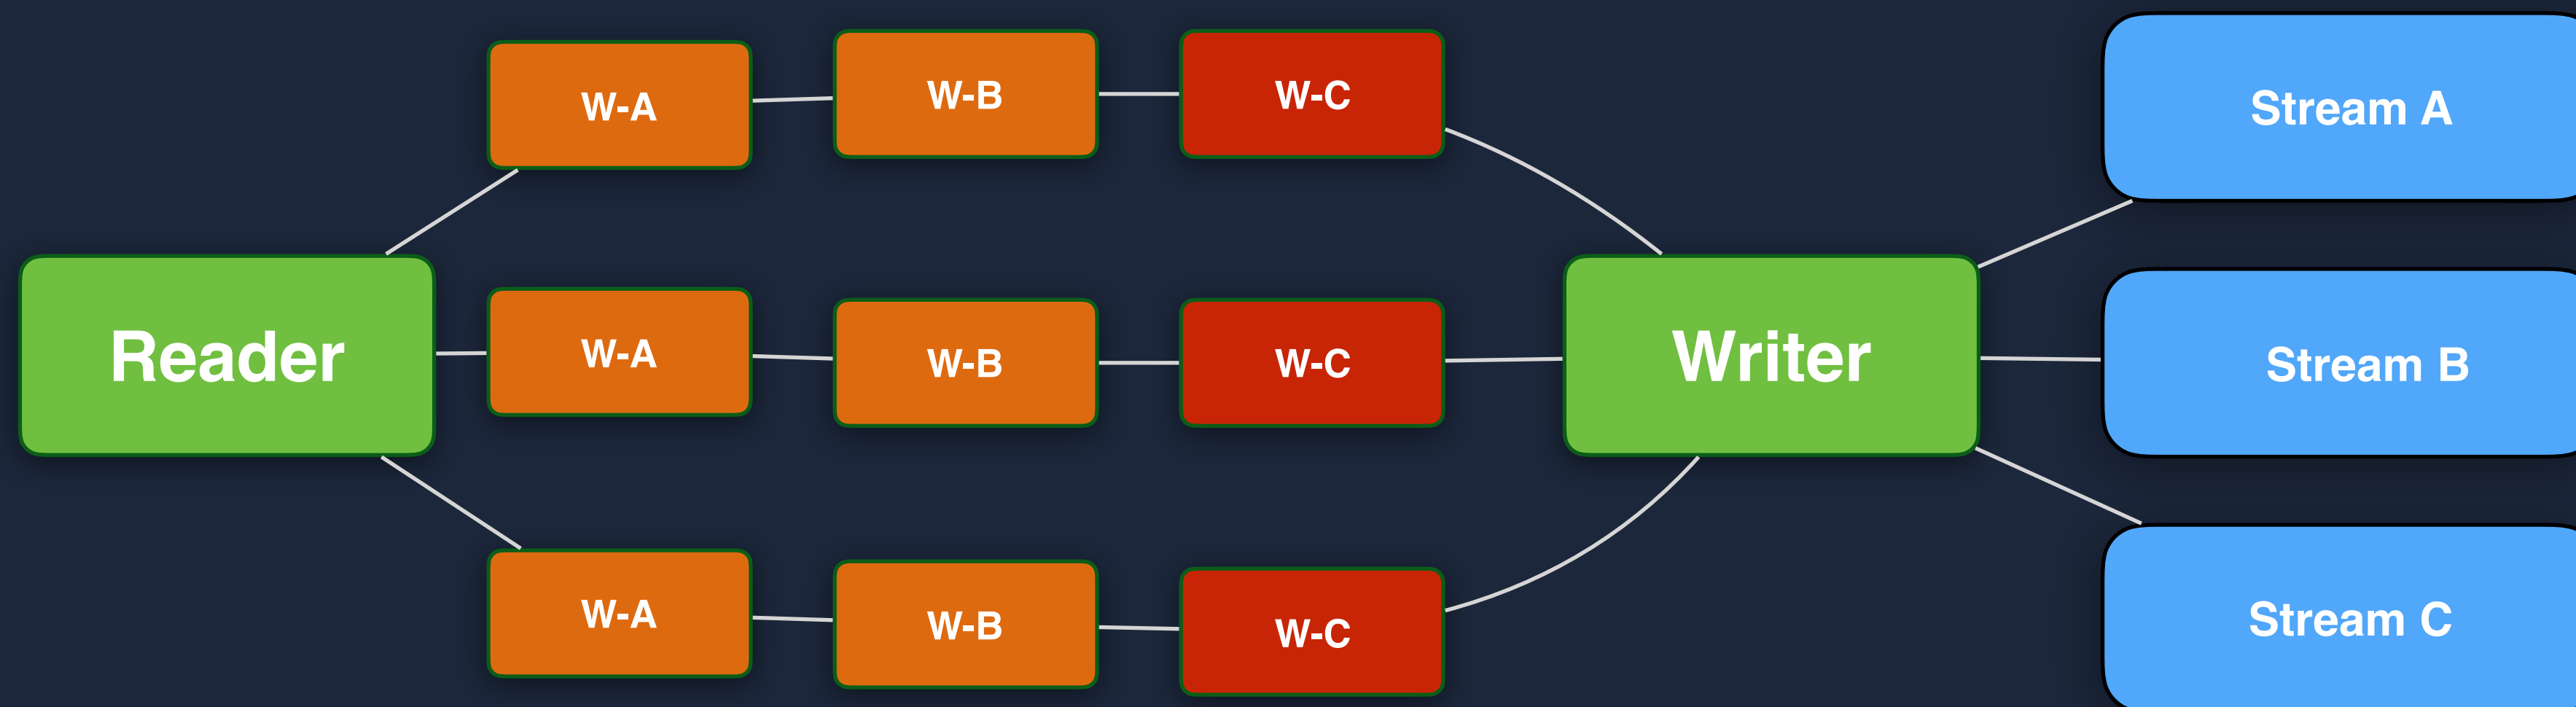 W-A
W-B
W-C
Stream A
Reader
W-A
W-B
W-C
Writer
Stream B
W-A
W-B
W-C
Stream C